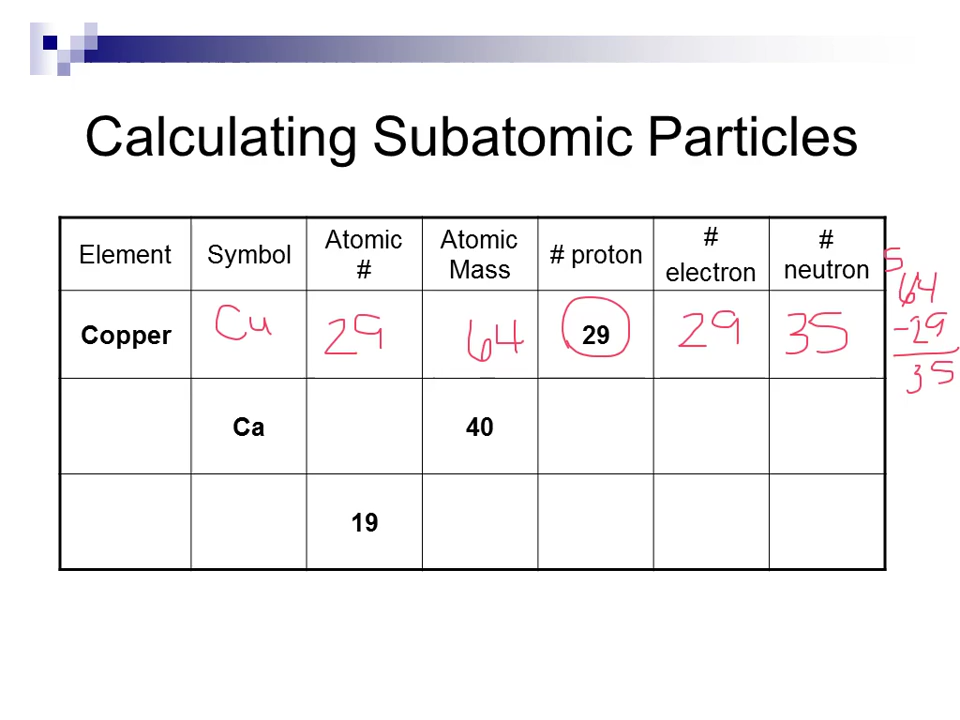 Calculating Subatomic Particles
Element Symbol Atomic # Atomic Mass # proton # electron # neutron
Copper Cu 29 64 29 29 35
Ca 40
19
5
64
-29
35